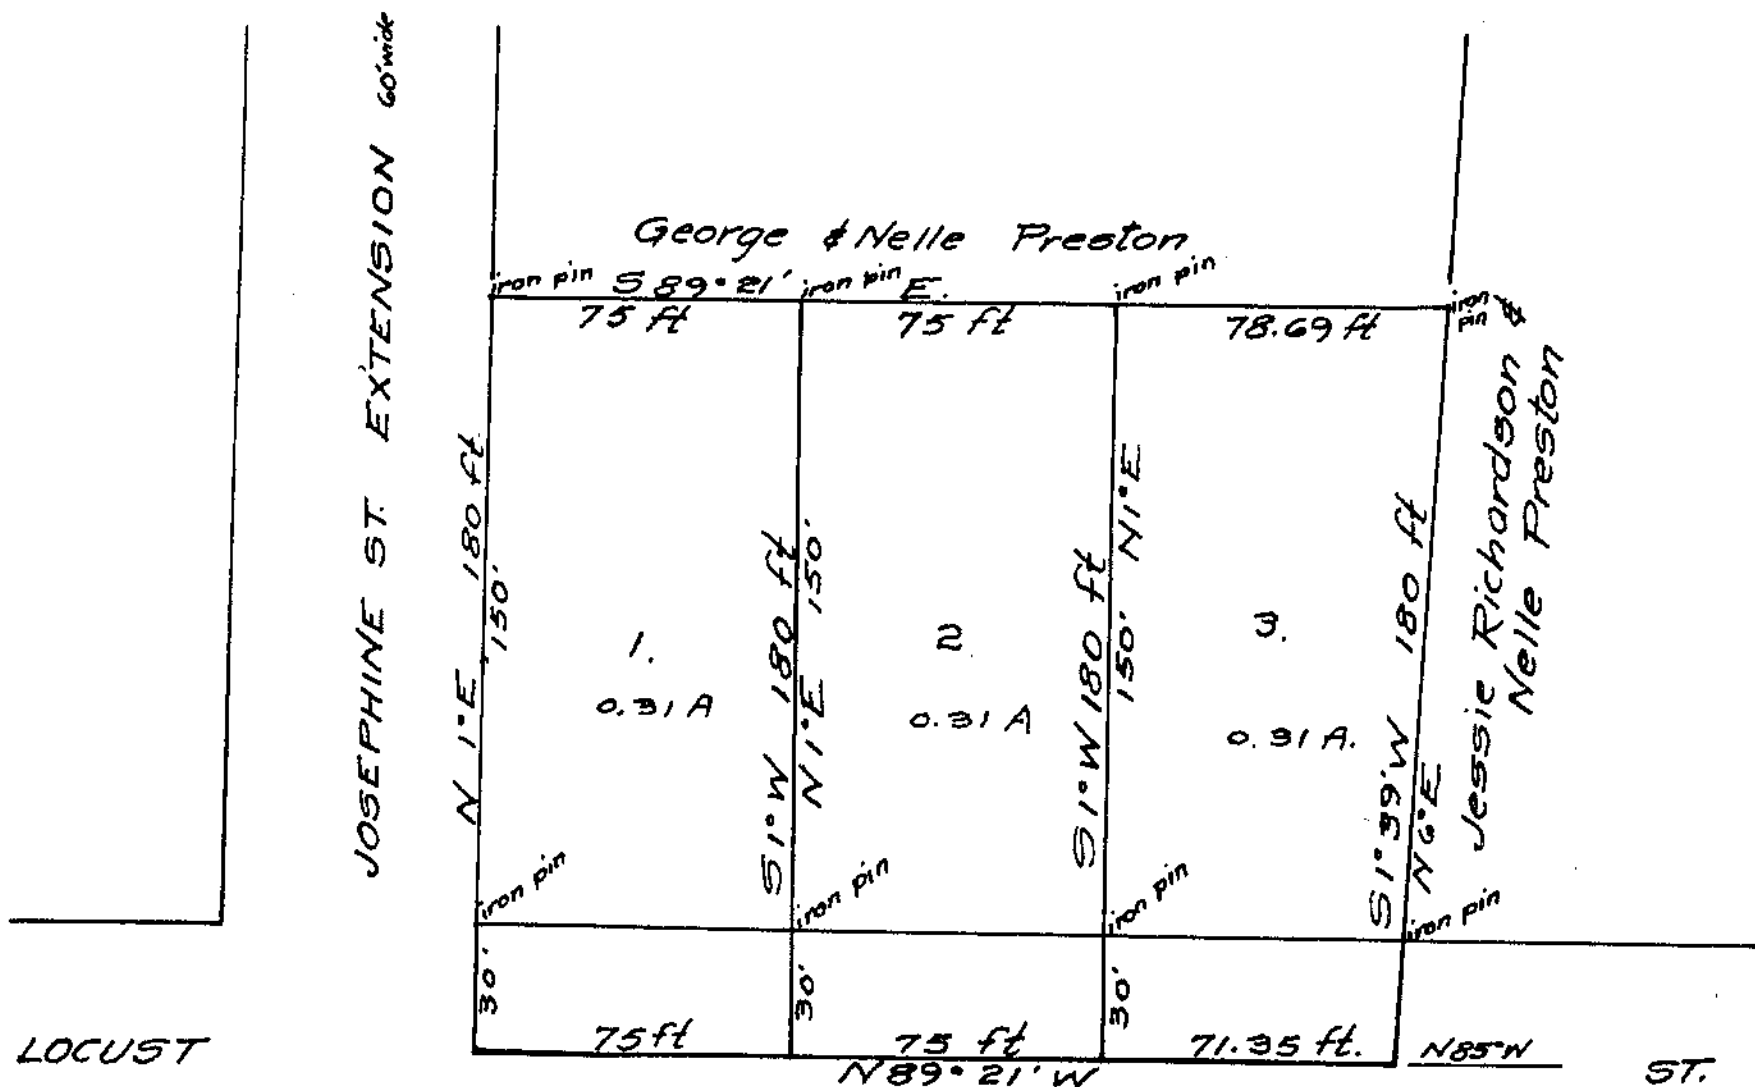 JOSEPHINE ST. EXTENSION 60' wide
George & Nelle Preston
iron pin S 89° 21' iron pin E. iron pin iron pin
75 ft 75 ft 78.69 ft
Jessie Richardson &
Nelle Preston
N 1° E 180 ft.
150'
S 1° W 180 ft
N 1° E 150'
S 1° W 180 ft
150' N 1° E
S 1° 39' W 180 ft
N 6° E
1.
0.31 A
2
0.31 A
3.
0.31 A.
iron pin iron pin iron pin iron pin
30' 30' 30'
75 ft 75 ft 71.35 ft.
N 89° 21' W
N 85° W
LOCUST ST.